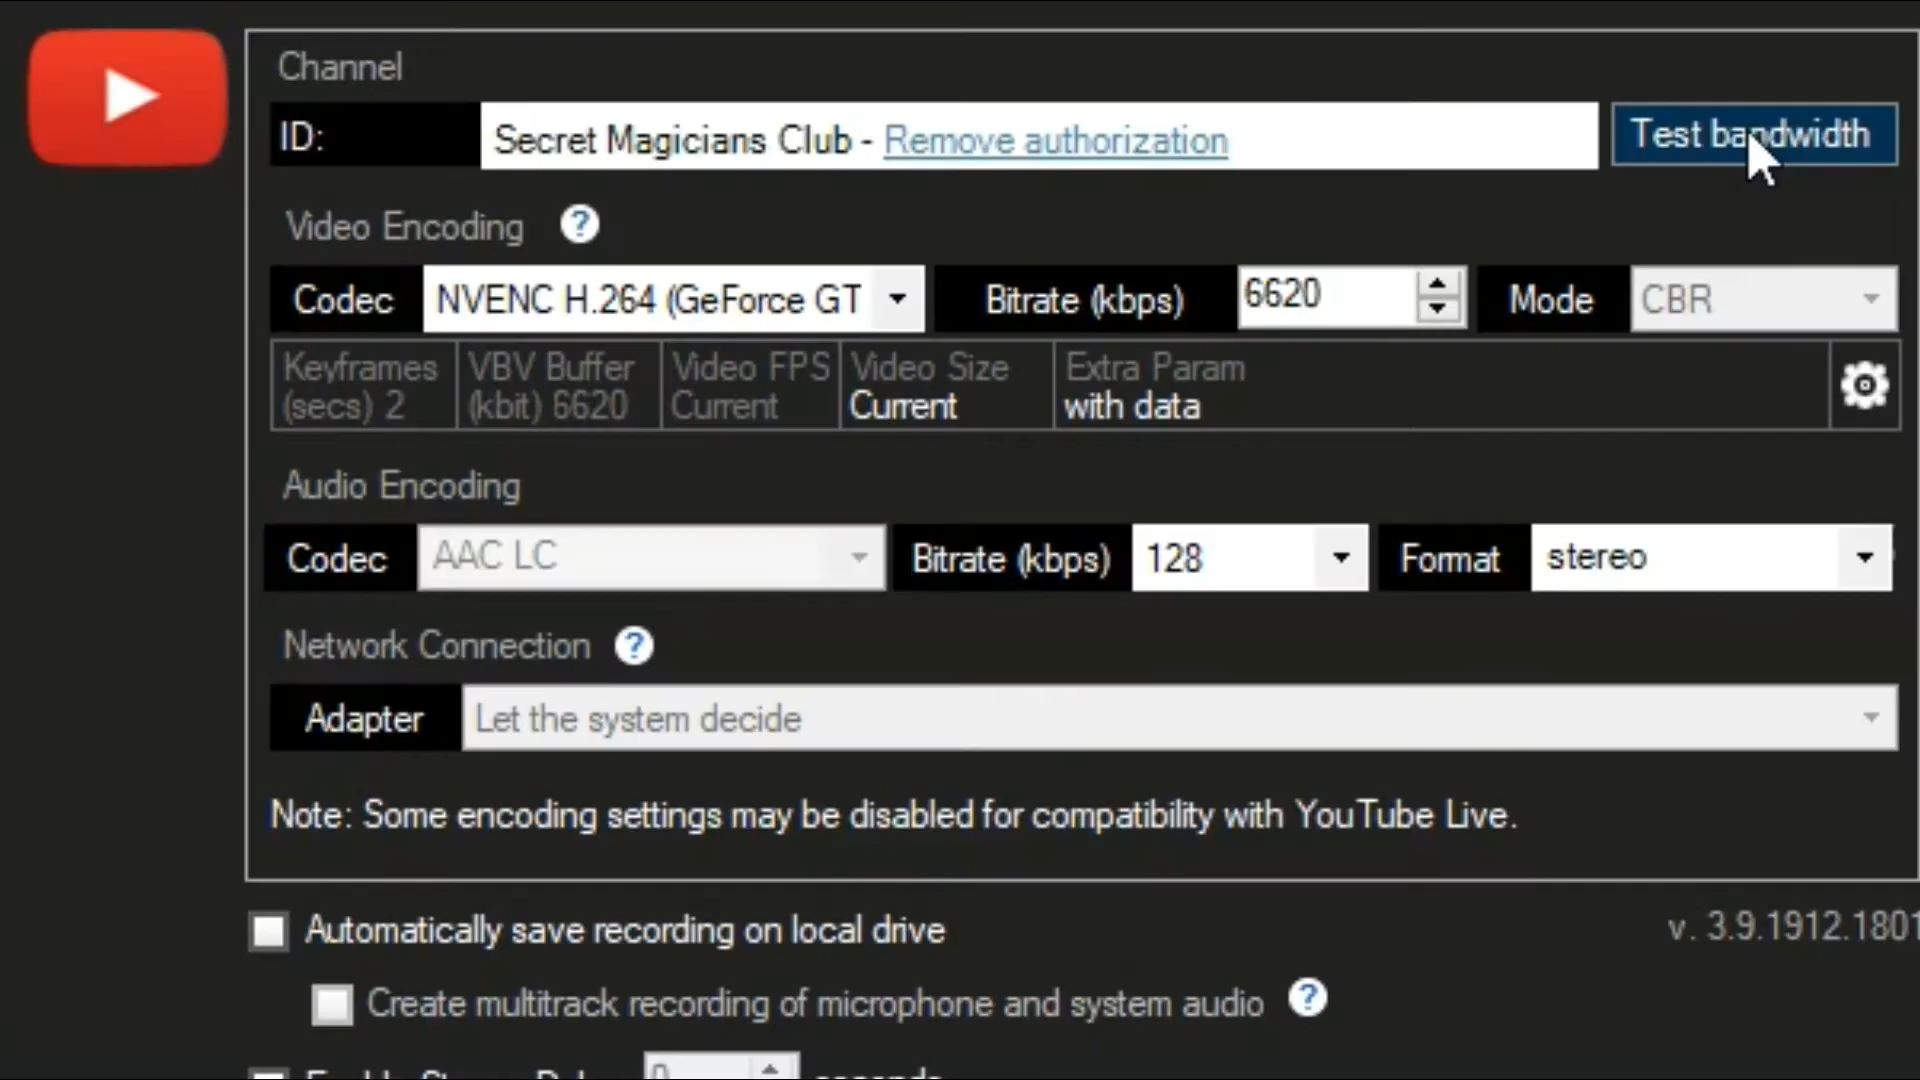 Channel
ID: Secret Magicians Club - Remove authorization Test bandwidth
Video Encoding ?
Codec NVENC H.264 (GeForce GT Bitrate (kbps) 6620 Mode CBR
Keyframes VBV Buffer Video FPS Video Size Extra Param
(secs) 2 (kbit) 6620 Current Current with data
Audio Encoding
Codec AAC LC Bitrate (kbps) 128 Format stereo
Network Connection ?
Adapter Let the system decide
Note: Some encoding settings may be disabled for compatibility with YouTube Live.
Automatically save recording on local drive v. 3.9.1912.1801
Create multitrack recording of microphone and system audio ?